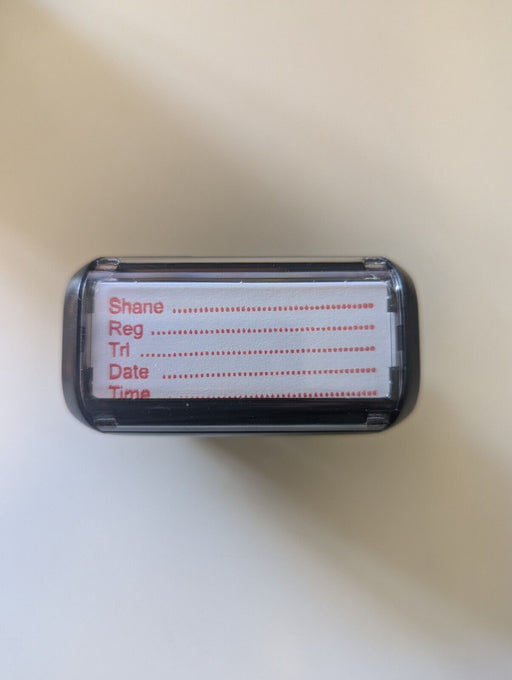 Shane ........................................
Reg ............................................
Trl ..............................................
Date ..........................................
Time ..........................................